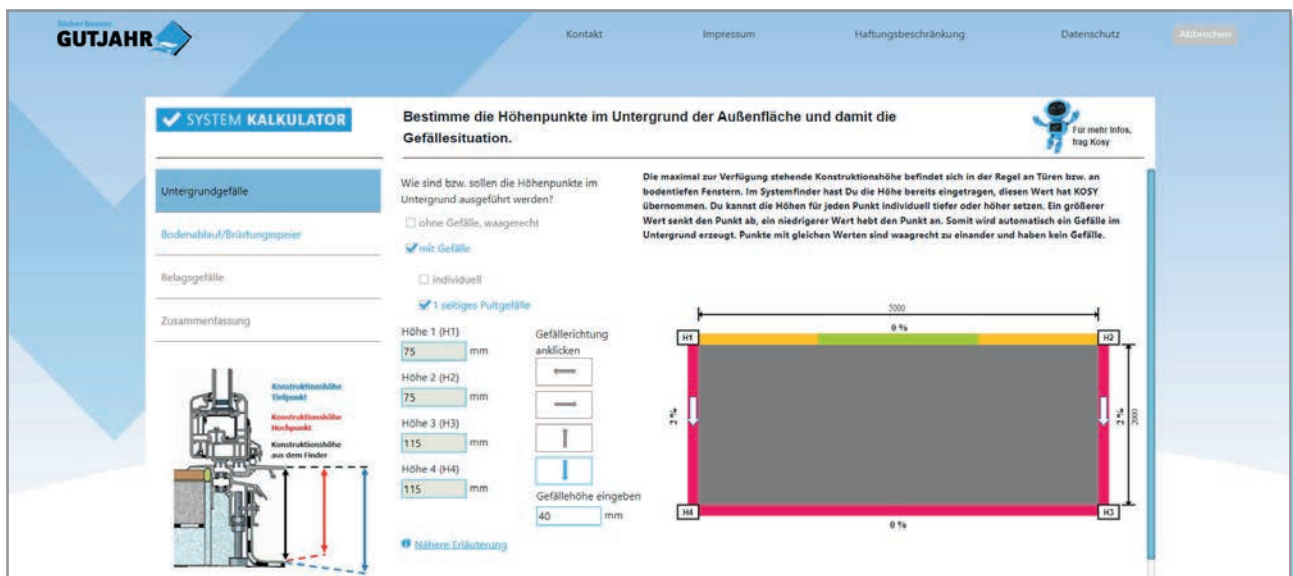 Sicher besser
GUTJAHR
Kontakt
Impressum
Haftungsbeschränkung
Datenschutz
Abbrechen
SYSTEM KALKULATOR
Untergrundgefälle
Bodenablauf/Brüstungsspeier
Belagsgefälle
Zusammenfassung
Konstruktionshöhe
Tiefpunkt
Konstruktionshöhe
Hochpunkt
Konstruktionshöhe
aus dem Finder
Bestimme die Höhenpunkte im Untergrund der Außenfläche und damit die
Gefällesituation.
Für mehr Infos,
frag Kosy
Wie sind bzw. sollen die Höhenpunkte im
Untergrund ausgeführt werden?
ohne Gefälle, waagerecht
mit Gefälle
individuell
1 seitiges Pultgefälle
Höhe 1 (H1)
75 mm
Höhe 2 (H2)
75 mm
Höhe 3 (H3)
115 mm
Höhe 4 (H4)
115 mm
Gefällerichtung
anklicken
Gefällehöhe eingeben
40 mm
Nähere Erläuterung
Die maximal zur Verfügung stehende Konstruktionshöhe befindet sich in der Regel an Türen bzw. an
bodentiefen Fenstern. Im Systemfinder hast Du die Höhe bereits eingetragen, diesen Wert hat KOSY
übernommen. Du kannst die Höhen für jeden Punkt individuell tiefer oder höher setzen. Ein größerer
Wert senkt den Punkt ab, ein niedrigerer Wert hebt den Punkt an. Somit wird automatisch ein Gefälle im
Untergrund erzeugt. Punkte mit gleichen Werten sind waagrecht zu einander und haben kein Gefälle.
5000
0 %
H1
H2
2 %
2 %
2000
H4
H3
0 %